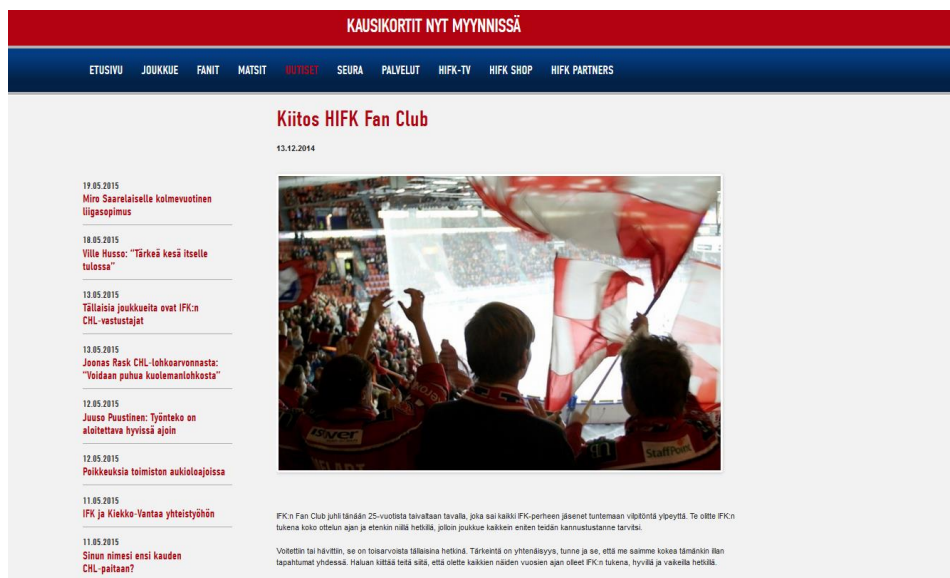 KAUSIKORTIT NYT MYYNNISSÄ
ETUSIVU JOUKKUE FANIT MATSIT UUTISET SEURA PALVELUT HIFK-TV HIFK SHOP HIFK PARTNERS
Kiitos HIFK Fan Club
13.12.2014
19.05.2015
Miro Saarelaiselle kolmevuotinen
liigasopimus
18.05.2015
Ville Husso: "Tärkeä kesä itselle
tulossa"
13.05.2015
Tällaisia joukkueita ovat IFK:n
CHL-vastustajat
13.05.2015
Joonas Rask CHL-lohkoarvonnasta:
"Voidaan puhua kuolemanlohkosta"
12.05.2015
Juuso Puustinen: Työnteko on
aloitettava hyvissä ajoin
12.05.2015
Poikkeuksia toimiston aukioloajoissa
11.05.2015
IFK ja Kiekko-Vantaa yhteistyöhön
11.05.2015
Sinun nimesi ensi kauden
CHL-paitaan?
StaffPoint
IFK:n Fan Club juhli tänään 25-vuotista taivaltaan tavalla, joka sai kaikki IFK-perheen jäsenet tuntemaan vilpitöntä ylpeyttä. Te olitte IFK:n
tukena koko ottelun ajan ja etenkin niillä hetkillä, jolloin joukkue kaikkein eniten teidän kannustustanne tarvitsi.
Voitettiin tai hävittiin, se on toisarvoista tällaisina hetkinä. Tärkeintä on yhtenäisyys, tunne ja se, että me saimme kokea tämänkin illan
tapahtumat yhdessä. Haluan kiittää teitä siitä, että olette kaikkien näiden vuosien ajan olleet IFK:n tukena, hyvillä ja vaikeilla hetkillä.